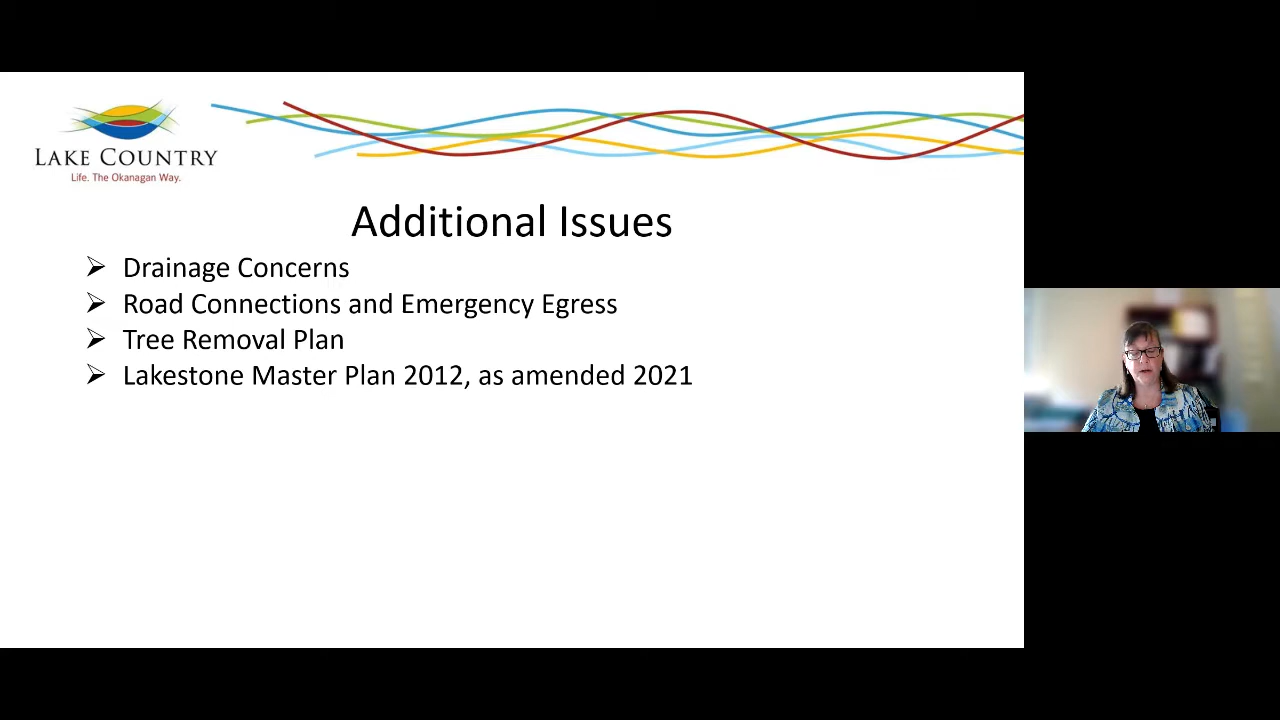 LAKE COUNTRY
Life. The Okanagan Way.
Additional Issues
Drainage Concerns
Road Connections and Emergency Egress
Tree Removal Plan
Lakestone Master Plan 2012, as amended 2021